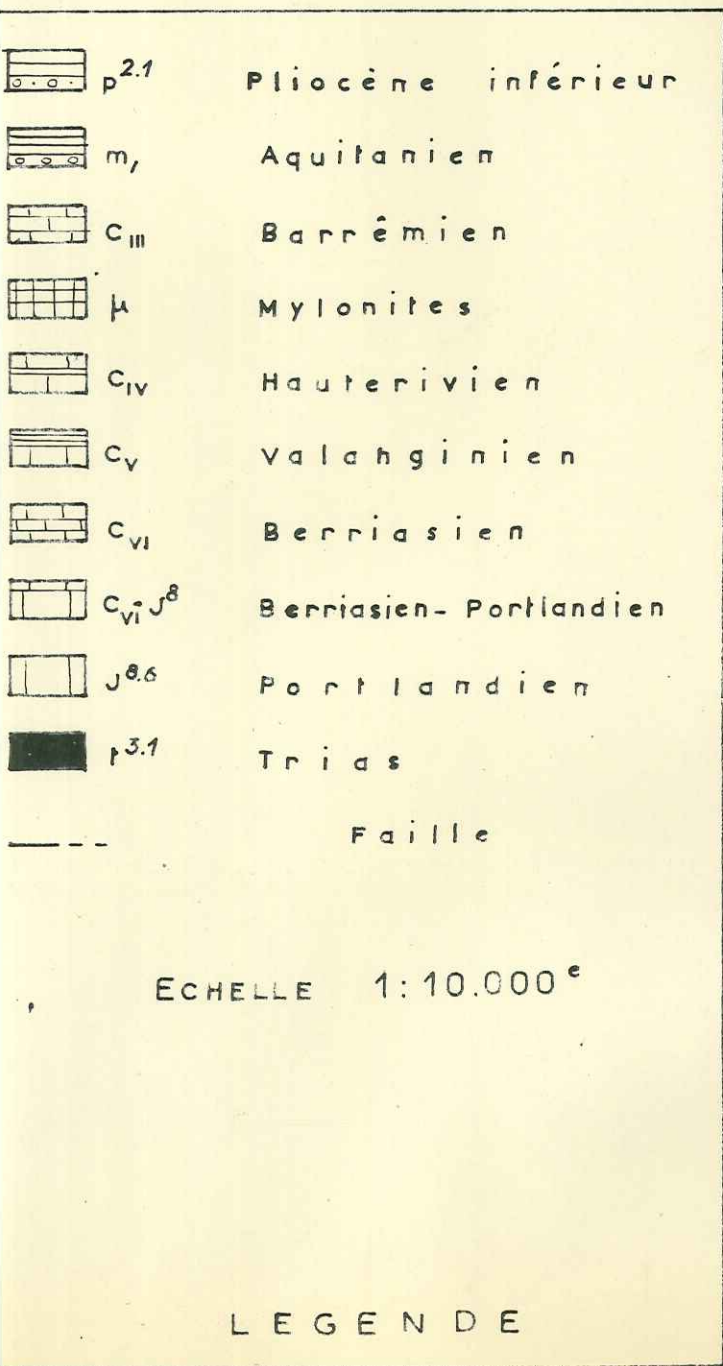 p2.1 Pliocène inférieur
m, Aquitanien
CIII Barrêmien
μ Mylonites
CIV Hauterivien
CV Valanginien
CVI Berriasien
CVI-J8 Berriasien-Portlandien
J8.6 Portlandien
t3.1 Trias
Faille
ECHELLE 1:10.000e
LEGENDE